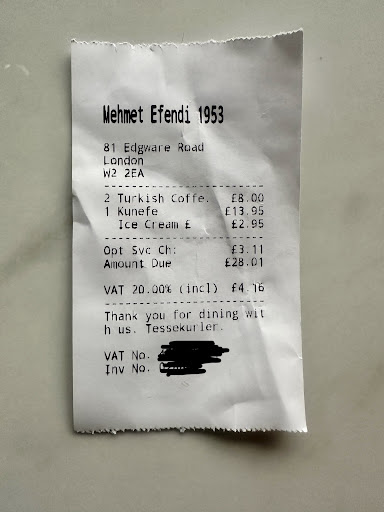 Mehmet Efendi 1953
81 Edgware Road
London
W2 2EA
2 Turkish Coffe. £8.00
1 Kunefe £13.95
Ice Cream £ £2.95
Opt Svc Ch: £3.11
Amount Due £28.01
VAT 20.00% (incl) £4.16
Thank you for dining wit
h us. Tessekurler.
VAT No.
Inv No.